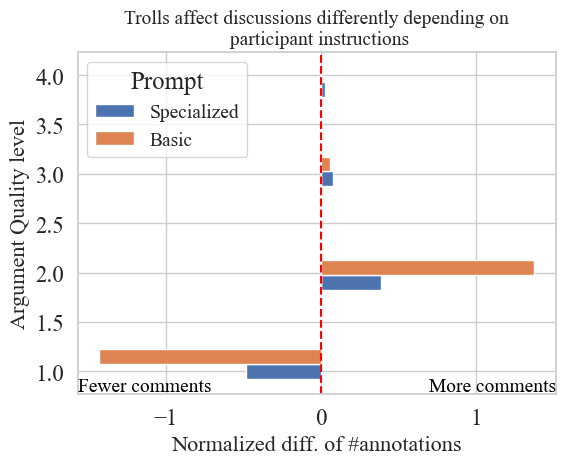 Trolls affect discussions differently depending on
participant instructions
Prompt
Specialized
Basic
Argument Quality level
4.0
3.5
3.0
2.5
2.0
1.5
1.0
Fewer comments
More comments
−1
0
1
Normalized diff. of #annotations